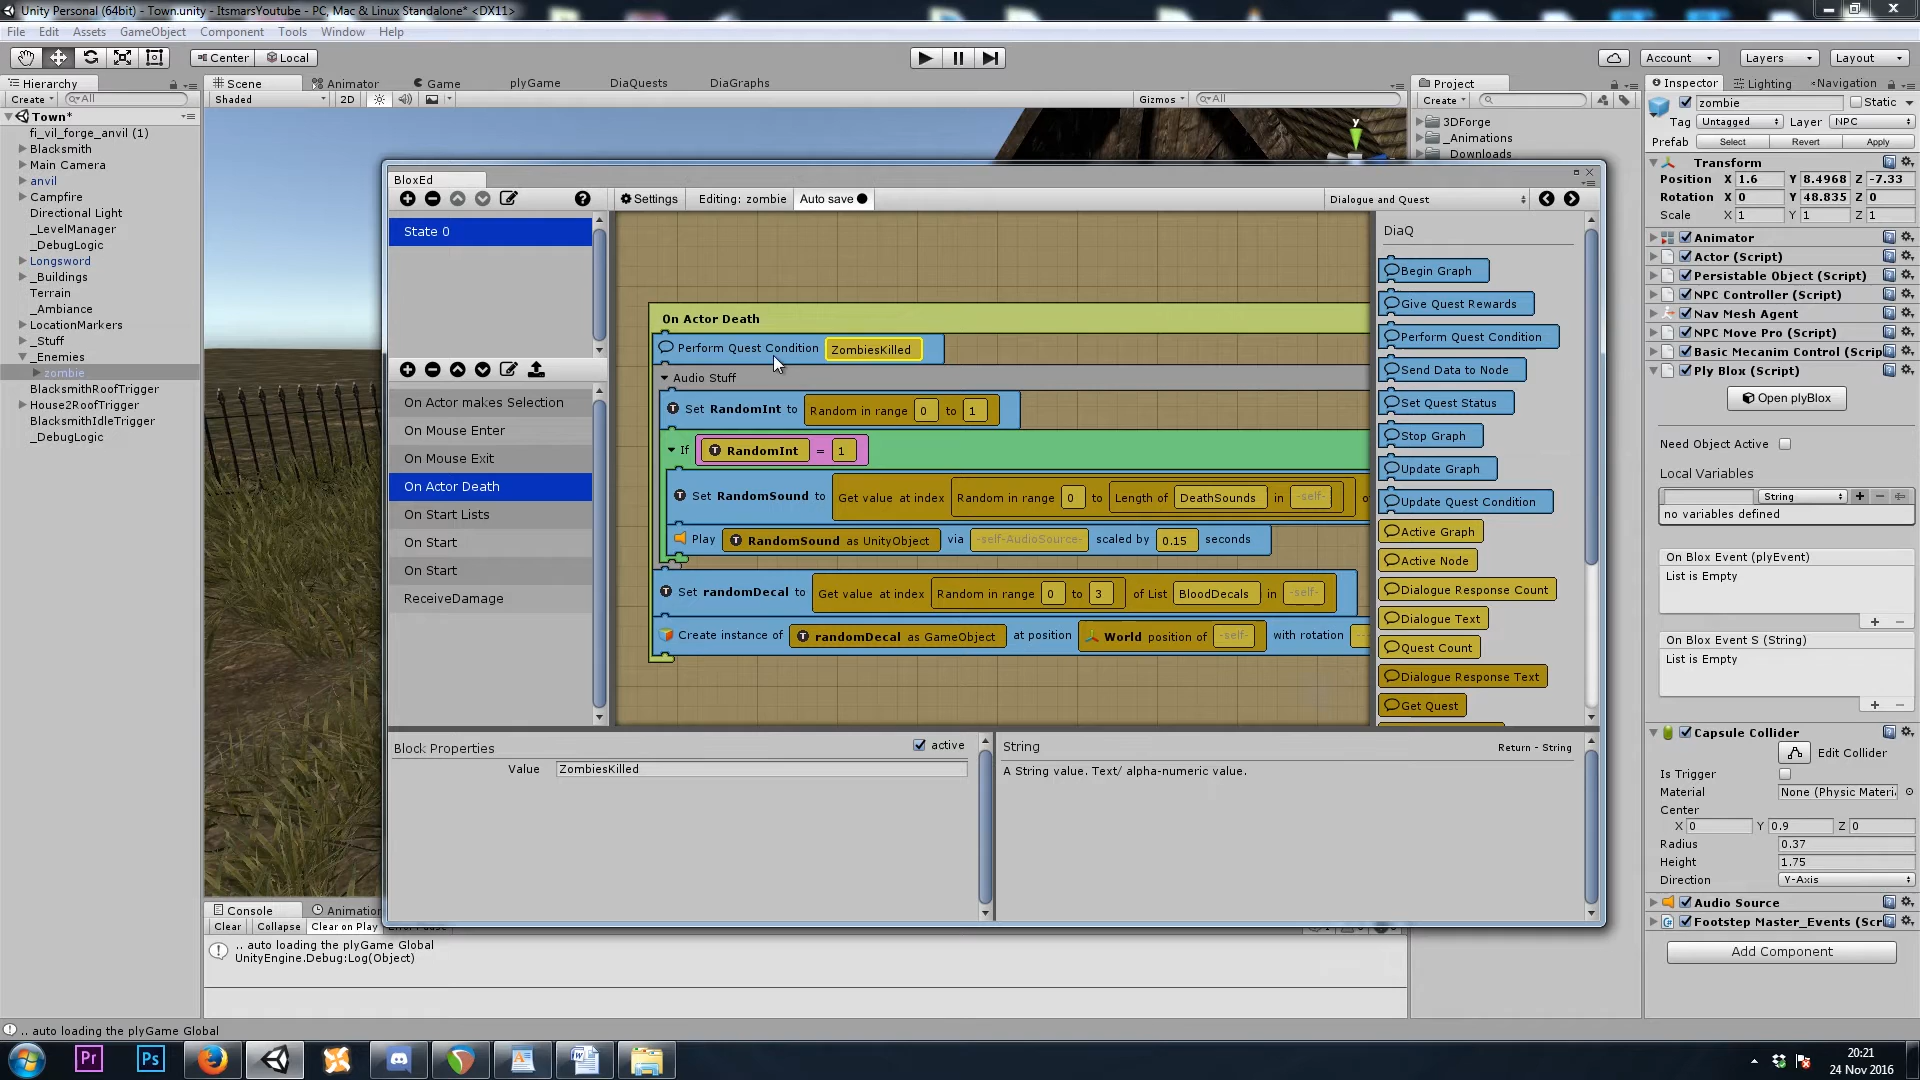 Unity Personal (64bit) - Town.unity - ItsmarsYoutube - PC, Mac & Linux Standalone* <DX11>
File Edit Assets GameObject Component Tools Window Help
Center Local Account Layers Layout
Hierarchy Scene Animator Game plyGame DiaQuests DiaGraphs Project Inspector Lighting Navigation
Create All Shaded 2D Gizmos All Create
zombie Static
Tag Untagged Layer NPC
Prefab Select Revert Apply
Town*
fi_vil_forge_anvil (1)
Blacksmith
Main Camera
anvil
Campfire
Directional Light
_LevelManager
_DebugLogic
Longsword
_Buildings
Terrain
_Ambiance
LocationMarkers
_Stuff
_Enemies
zombie
BlacksmithRoofTrigger
House2RoofTrigger
BlacksmithIdleTrigger
_DebugLogic
y
3DForge
_Animations
_Downloads
BloxEd
Settings Editing: zombie Auto save Dialogue and Quest
State 0
On Actor makes Selection
On Mouse Enter
On Mouse Exit
On Actor Death
On Start Lists
On Start
On Start
ReceiveDamage
On Actor Death
Perform Quest Condition ZombiesKilled
Audio Stuff
Set RandomInt to Random in range 0 to 1
If RandomInt = 1
Set RandomSound to Get value at index Random in range 0 to Length of DeathSounds in -self-
Play RandomSound as UnityObject via -self-AudioSource- scaled by 0.15 seconds
Set randomDecal to Get value at index Random in range 0 to 3 of List BloodDecals in -self-
Create instance of randomDecal as GameObject at position World position of -self- with rotation
DiaQ
Begin Graph
Give Quest Rewards
Perform Quest Condition
Send Data to Node
Set Quest Status
Stop Graph
Update Graph
Update Quest Condition
Active Graph
Active Node
Dialogue Response Count
Dialogue Text
Quest Count
Dialogue Response Text
Get Quest
Block Properties active
Value ZombiesKilled
String Return - String
A String value. Text/ alpha-numeric value.
Transform
Position X 1.6 Y 8.4968 Z -7.33
Rotation X 0 Y 48.835 Z 0
Scale X 1 Y 1 Z 1
Animator
Actor (Script)
Persistable Object (Script)
NPC Controller (Script)
Nav Mesh Agent
NPC Move Pro (Script)
Basic Mecanim Control (Scrip
Ply Blox (Script)
Open plyBlox
Need Object Active
Local Variables
String
no variables defined
On Blox Event (plyEvent)
List is Empty
On Blox Event S (String)
List is Empty
Capsule Collider
Edit Collider
Is Trigger
Material None (Physic Materi
Center
X 0 Y 0.9 Z 0
Radius 0.37
Height 1.75
Direction Y-Axis
Audio Source
Footstep Master_Events (Scr
Add Component
Console Animation
Clear Collapse Clear on Play Error Pause
.. auto loading the plyGame Global
UnityEngine.Debug:Log(Object)
.. auto loading the plyGame Global
Pr Ps
20:21
24 Nov 2016